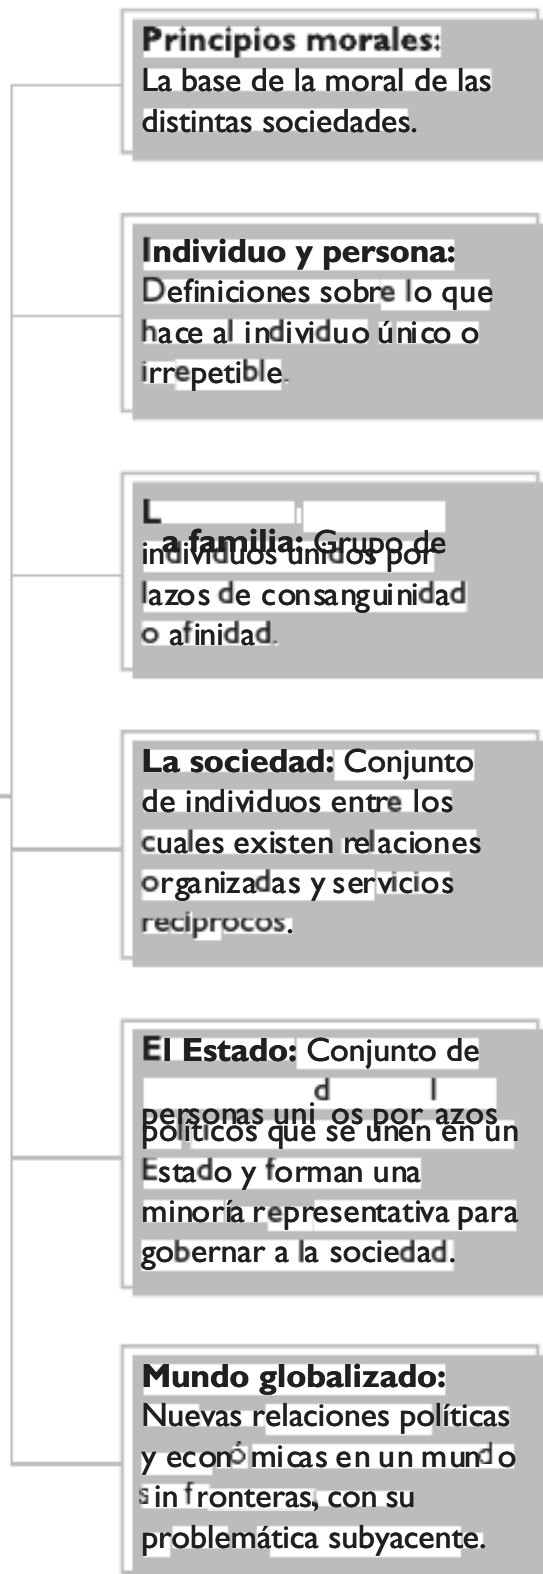 Principios morales:
La base de la moral de las
distintas sociedades.
Individuo y persona:
Definiciones sobre lo que
hace al individuo único o
irrepetible.
La familia: Grupo de
individuos unidos por
lazos de consanguinidad
o afinidad.
La sociedad: Conjunto
de individuos entre los
cuales existen relaciones
organizadas y servicios
recíprocos.
El Estado: Conjunto de
personas unidos por lazos
políticos que se unen en un
Estado y forman una
minoría representativa para
gobernar a la sociedad.
Mundo globalizado:
Nuevas relaciones políticas
y económicas en un mundo
sin fronteras, con su
problemática subyacente.